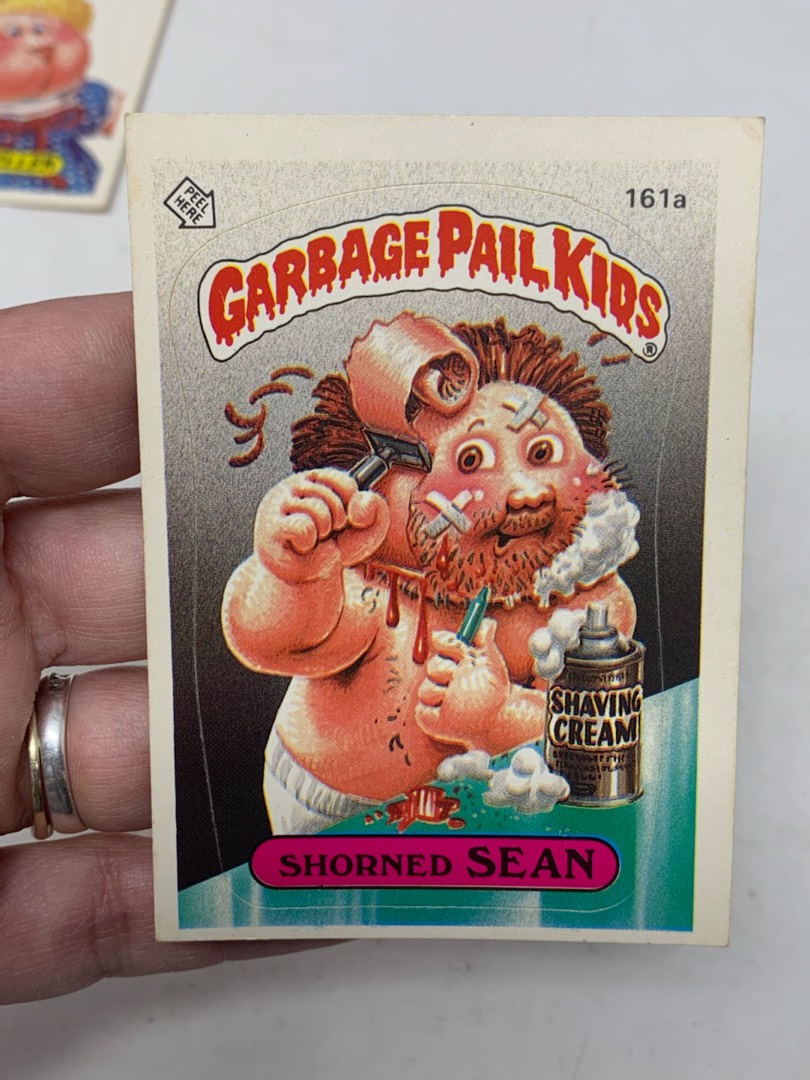 PEEL
HERE
161a
GARBAGE PAIL KIDS
®
SHAVING
CREAM
SHORNED SEAN